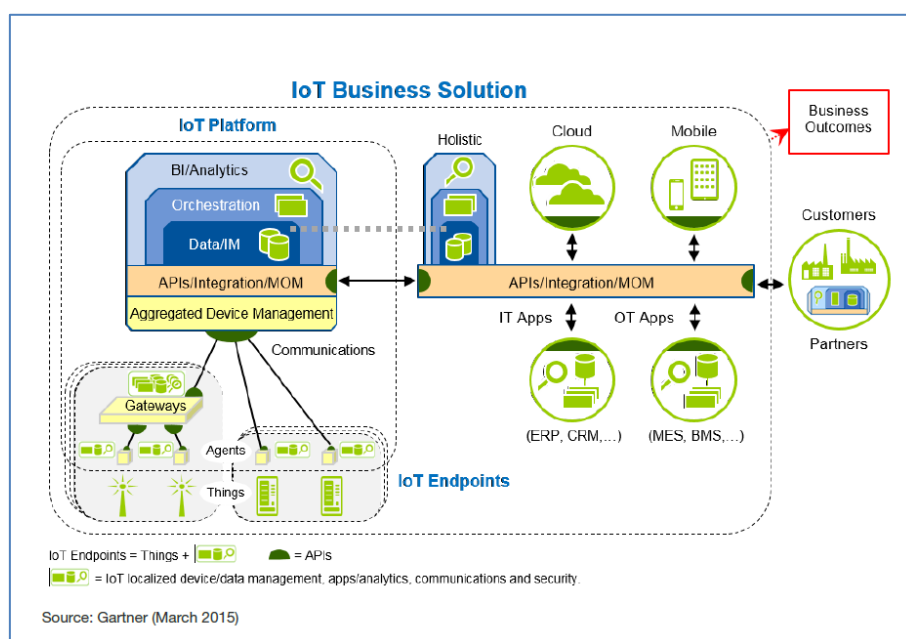 IoT Business Solution
Business
Outcomes
IoT Platform
Holistic
Cloud
Mobile
BI/Analytics
Orchestration
Data/IM
Customers
APIs/Integration/MOM
APIs/Integration/MOM
Aggregated Device Management
IT Apps
OT Apps
Partners
Communications
Gateways
(ERP, CRM,...)
(MES, BMS,...)
Agents
IoT Endpoints
Things
IoT Endpoints = Things +
= APIs
= IoT localized device/data management, apps/analytics, communications and security.
Source: Gartner (March 2015)